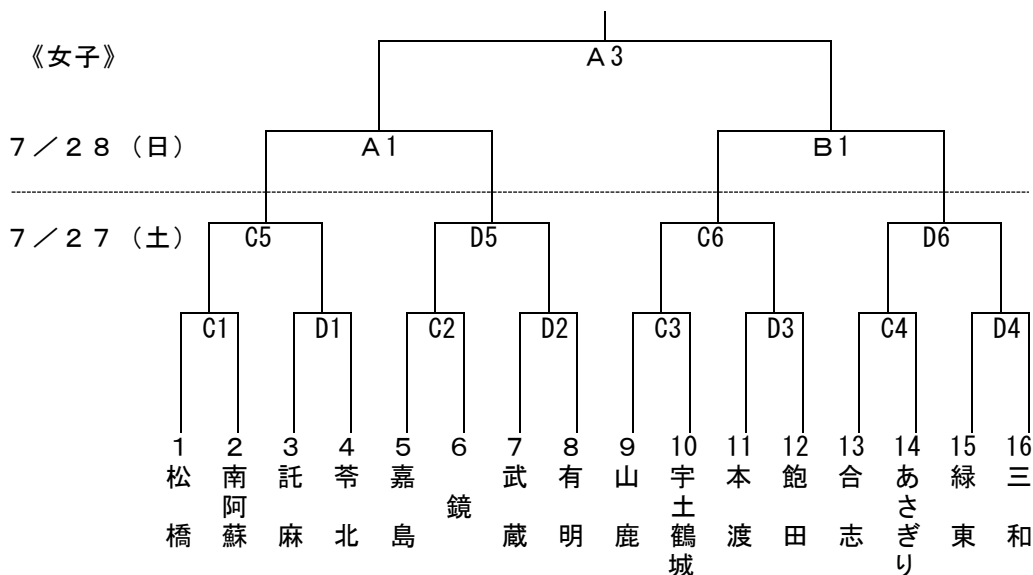 《女子》
A3
7/28(日)
A1
B1
7/27(土)
C5
D5
C6
D6
C1
D1
C2
D2
C3
D3
C4
D4
1
2
3
4
5
6
7
8
9
10
11
12
13
14
15
16
松橋
南阿蘇
託麻
苓北
嘉島
鏡
武蔵
有明
山鹿
宇土鶴城
本渡
飽田
合志
あさぎり
緑東
三和